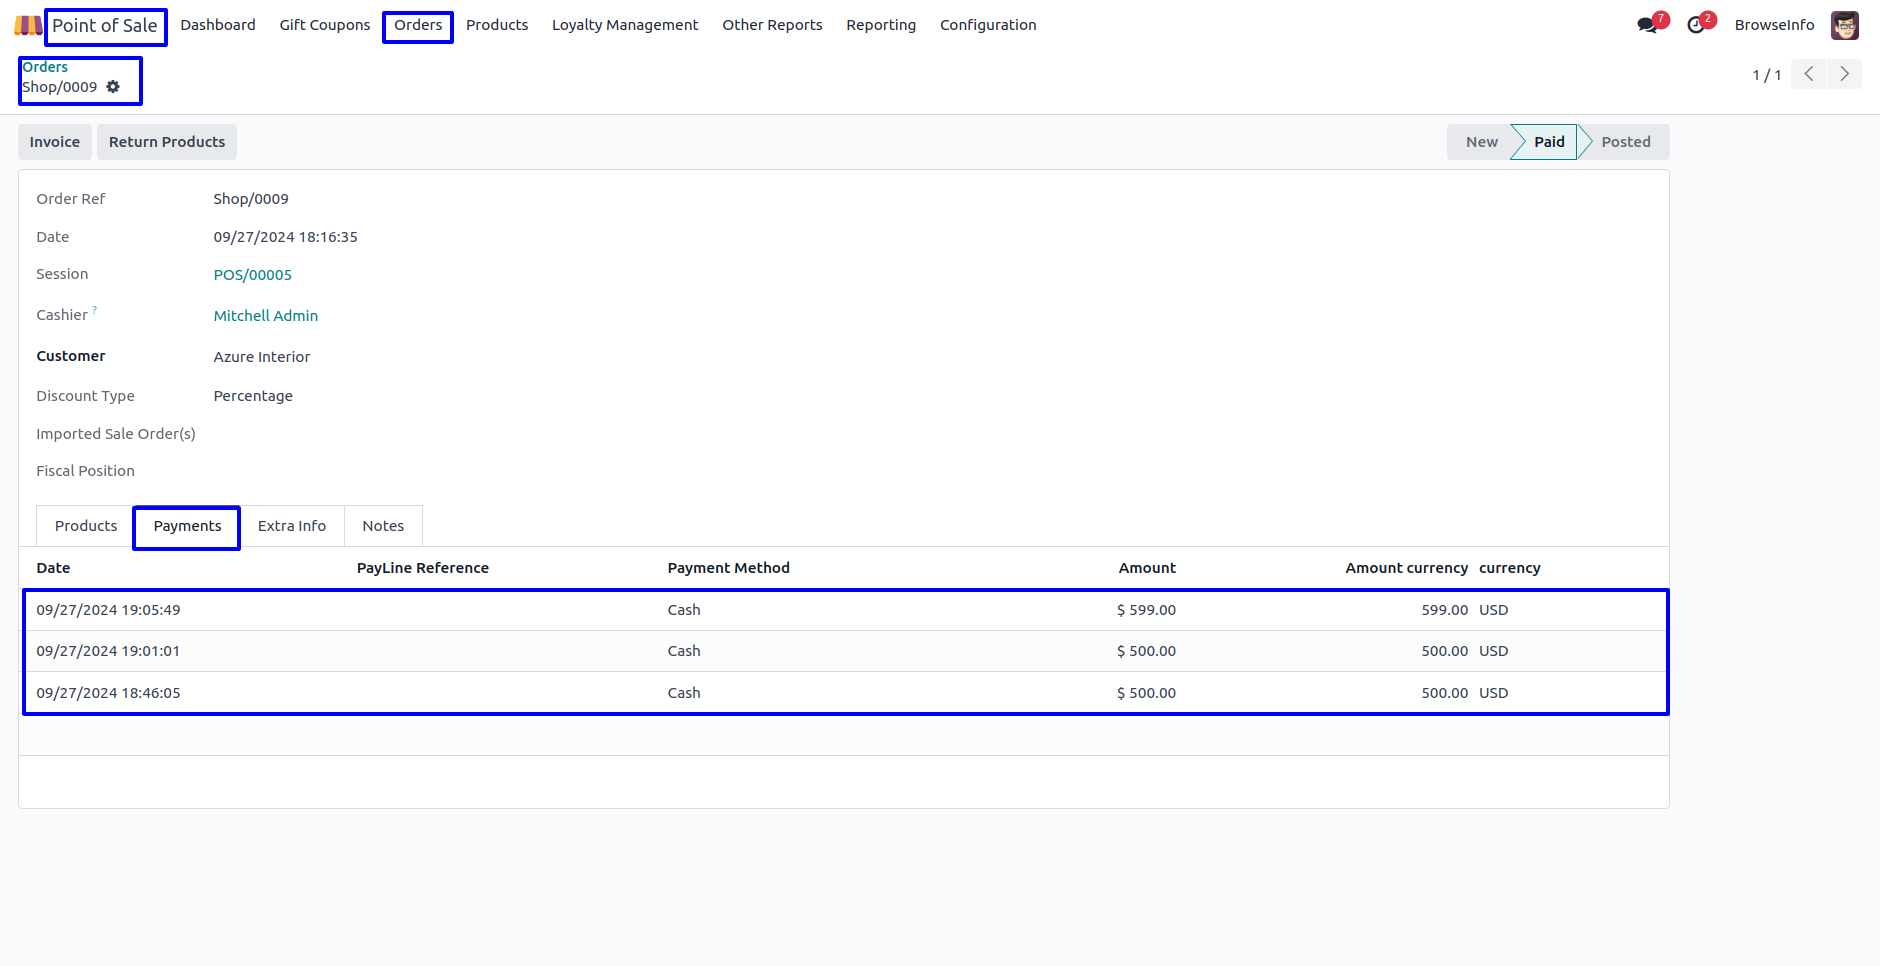 Point of Sale Dashboard Gift Coupons Orders Products Loyalty Management Other Reports Reporting Configuration 7 2 BrowseInfo
Orders
Shop/0009
1 / 1
Invoice Return Products New Paid Posted
Order Ref Shop/0009
Date 09/27/2024 18:16:35
Session POS/00005
Cashier ? Mitchell Admin
Customer Azure Interior
Discount Type Percentage
Imported Sale Order(s)
Fiscal Position
Products Payments Extra Info Notes
Date PayLine Reference Payment Method Amount Amount currency currency
09/27/2024 19:05:49 Cash $ 599.00 599.00 USD
09/27/2024 19:01:01 Cash $ 500.00 500.00 USD
09/27/2024 18:46:05 Cash $ 500.00 500.00 USD